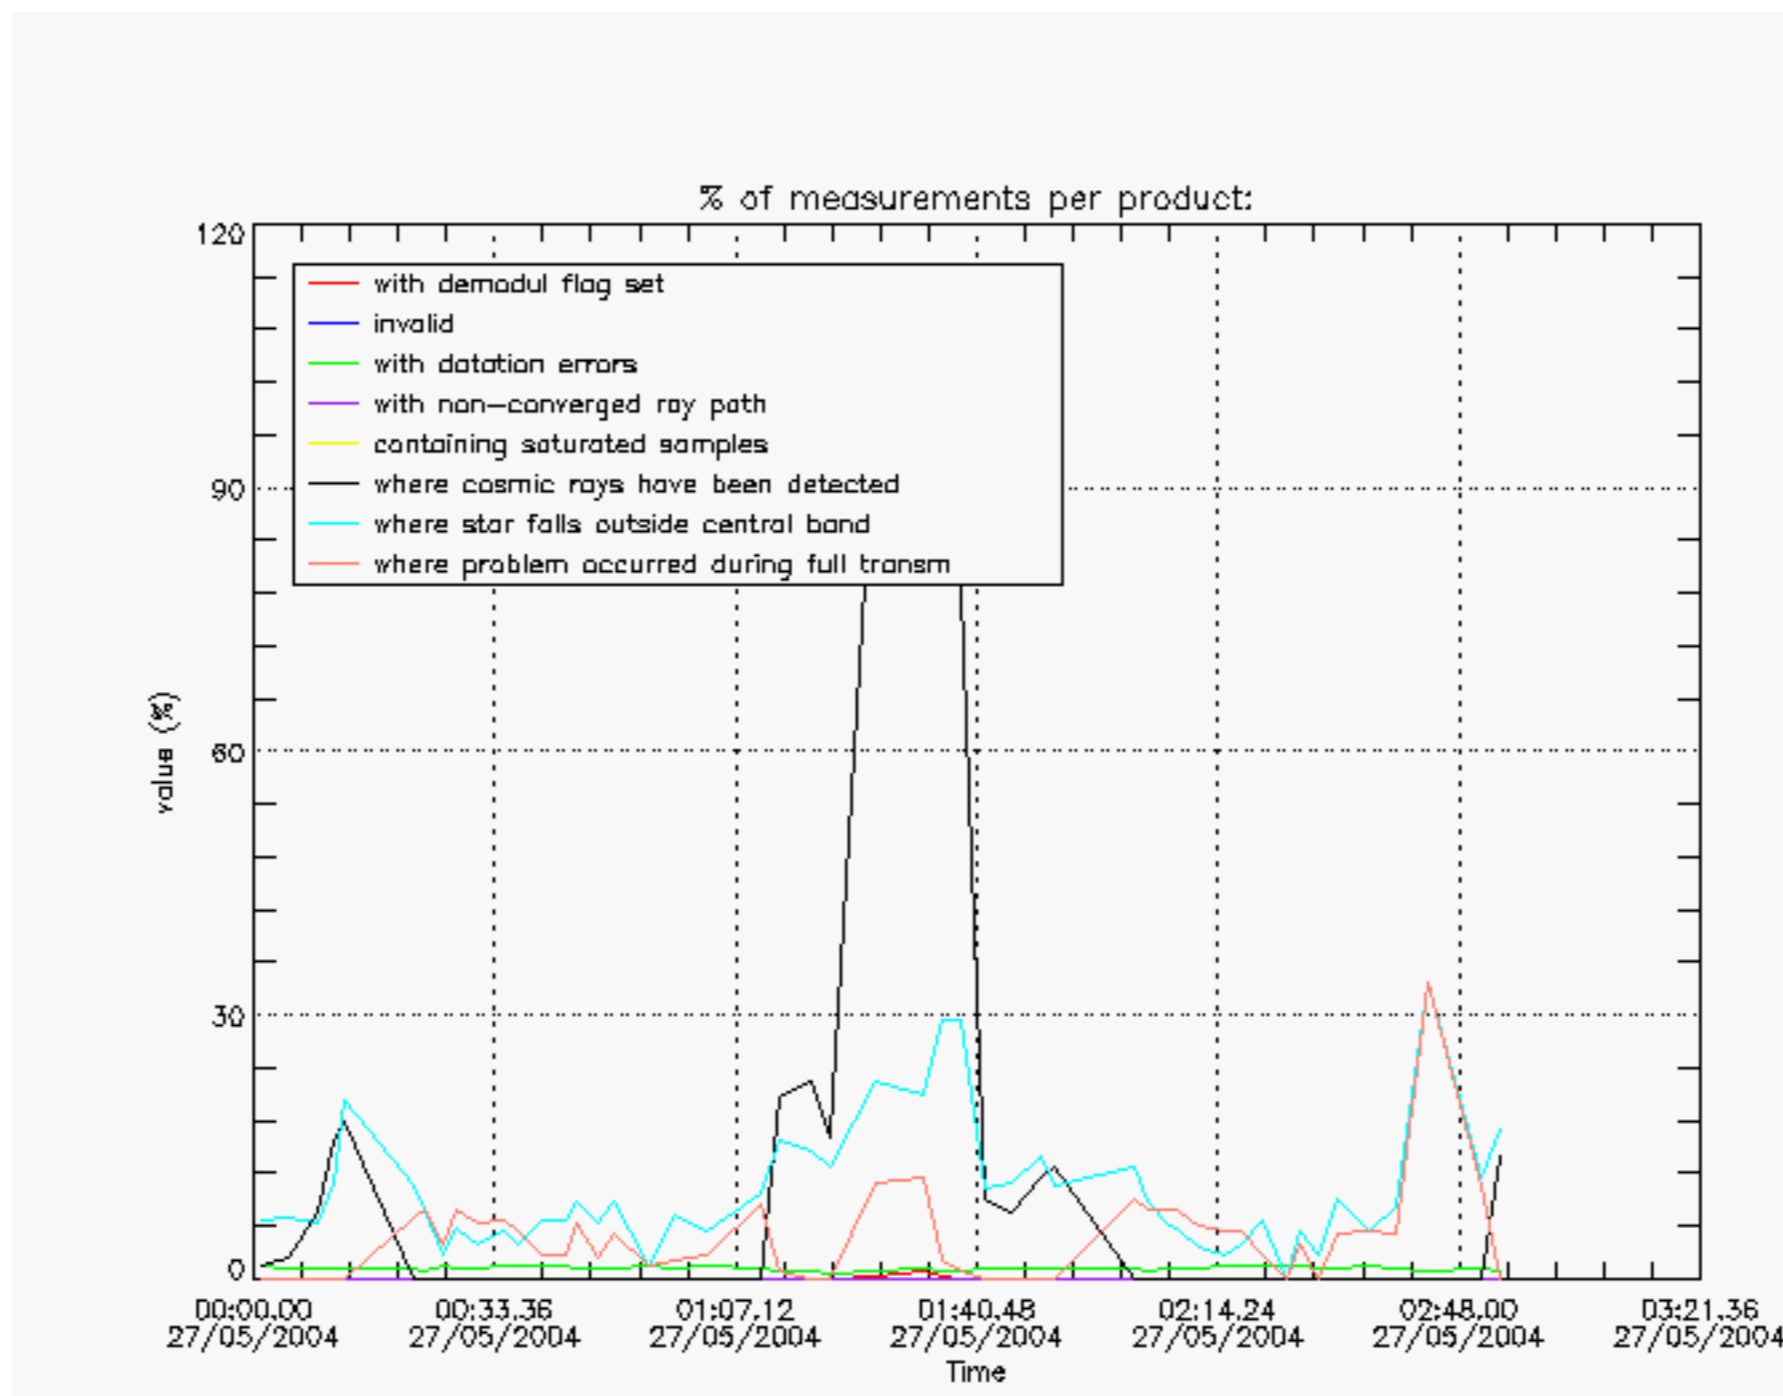 % of measurements per product:
120
with demodul flag set
invalid
with datation errors
with non-converged ray path
containing saturated samples
90
where cosmic rays have been detected
where star falls outside central band
where problem occurred during full transm
value (%)
60
30
0
00:00.00 00:33.36 01:07.12 01:40.48 02:14.24 02:48.00 03:21.36
27/05/2004 27/05/2004 27/05/2004 27/05/2004 27/05/2004 27/05/2004 27/05/2004
Time